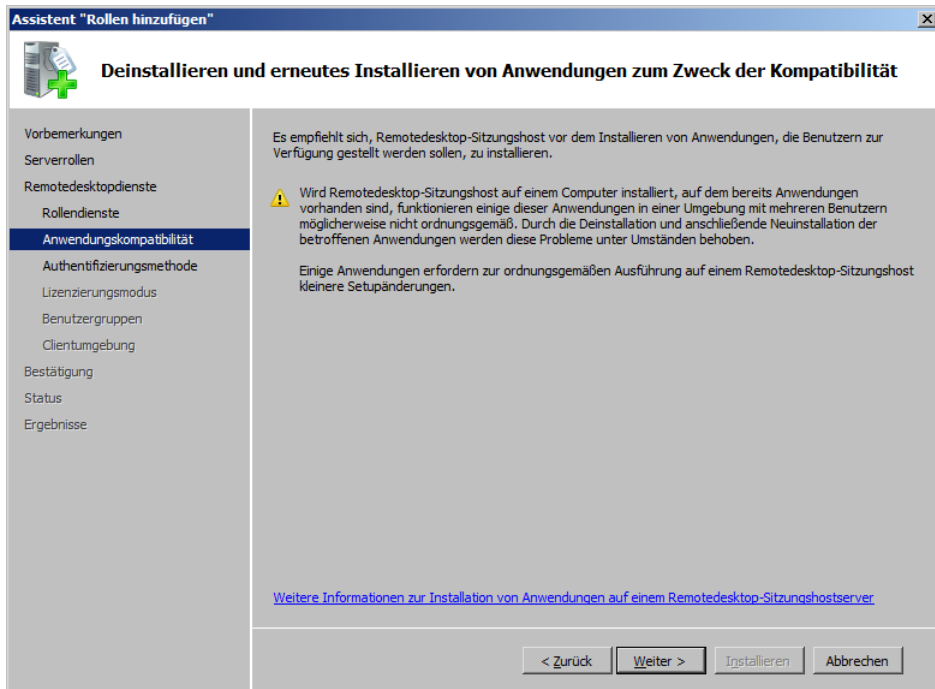 Assistent "Rollen hinzufügen"
Deinstallieren und erneutes Installieren von Anwendungen zum Zweck der Kompatibilität
Vorbemerkungen
Serverrollen
Remotedesktopdienste
Rollendienste
Anwendungskompatibilität
Authentifizierungsmethode
Lizenzierungsmodus
Benutzergruppen
Clientumgebung
Bestätigung
Status
Ergebnisse
Es empfiehlt sich, Remotedesktop-Sitzungshost vor dem Installieren von Anwendungen, die Benutzern zur
Verfügung gestellt werden sollen, zu installieren.
Wird Remotedesktop-Sitzungshost auf einem Computer installiert, auf dem bereits Anwendungen
vorhanden sind, funktionieren einige dieser Anwendungen in einer Umgebung mit mehreren Benutzern
möglicherweise nicht ordnungsgemäß. Durch die Deinstallation und anschließende Neuinstallation der
betroffenen Anwendungen werden diese Probleme unter Umständen behoben.
Einige Anwendungen erfordern zur ordnungsgemäßen Ausführung auf einem Remotedesktop-Sitzungshost
kleinere Setupänderungen.
Weitere Informationen zur Installation von Anwendungen auf einem Remotedesktop-Sitzungshostserver
< Zurück
Weiter >
Installieren
Abbrechen